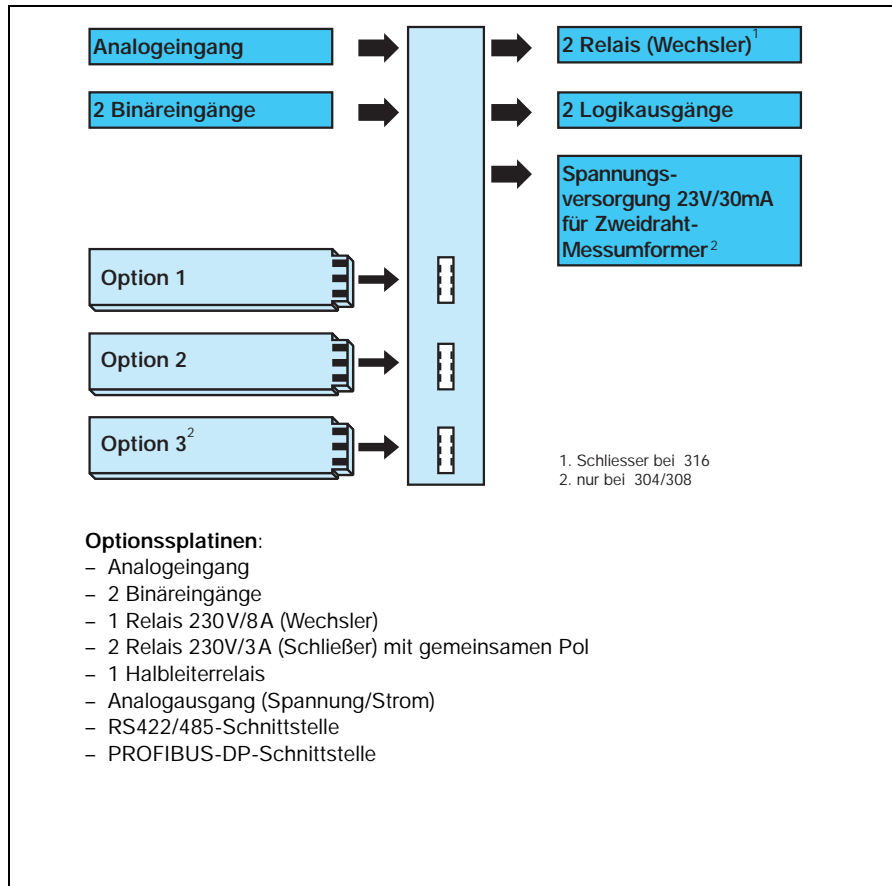 Analogeingang
2 Binäreingänge
2 Relais (Wechsler)1
2 Logikausgänge
Spannungs-
versorgung 23V/30mA
für Zweidraht-
Messumformer2
Option 1
Option 2
Option 32
1. Schliesser bei 316
2. nur bei 304/308
Optionssplatinen:
– Analogeingang
– 2 Binäreingänge
– 1 Relais 230V/8A (Wechsler)
– 2 Relais 230V/3A (Schließer) mit gemeinsamen Pol
– 1 Halbleiterrelais
– Analogausgang (Spannung/Strom)
– RS422/485-Schnittstelle
– PROFIBUS-DP-Schnittstelle